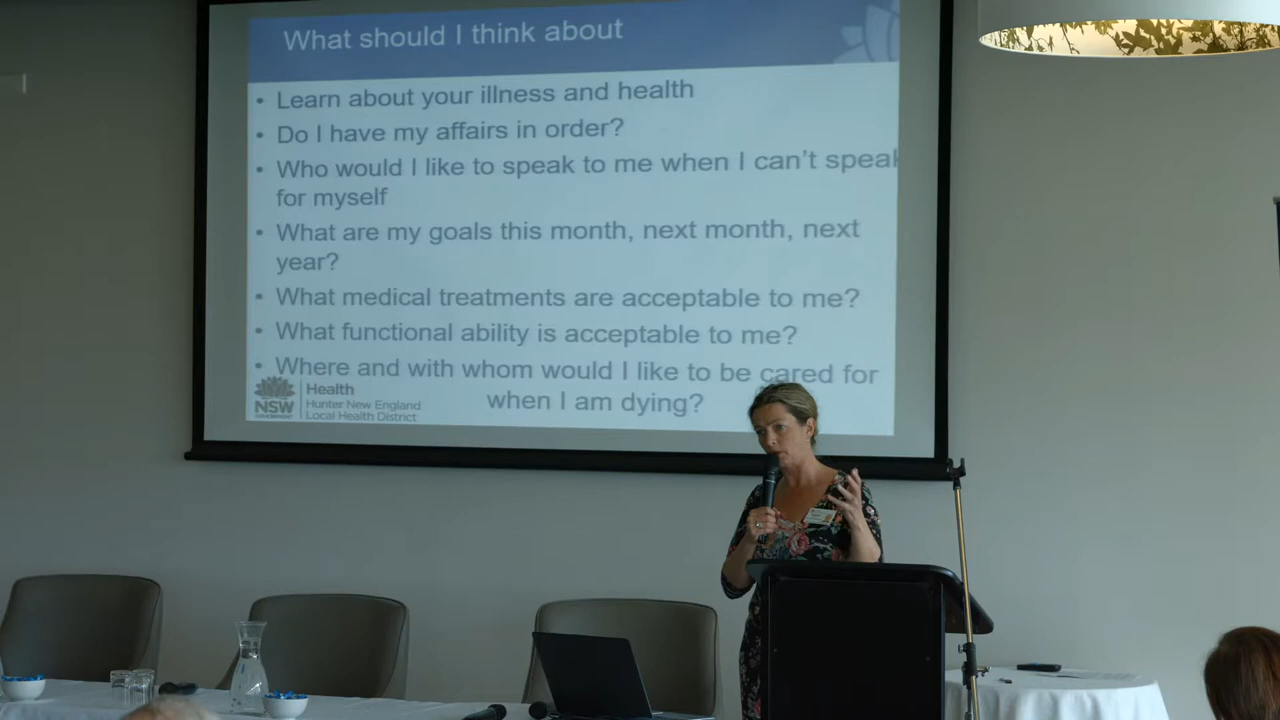 What should I think about
• Learn about your illness and health
• Do I have my affairs in order?
• Who would I like to speak to me when I can't speak
for myself
• What are my goals this month, next month, next
year?
• What medical treatments are acceptable to me?
• What functional ability is acceptable to me?
• Where and with whom would I like to be cared for
when I am dying?
Health
Hunter New England
Local Health District
NSW
GOVERNMENT